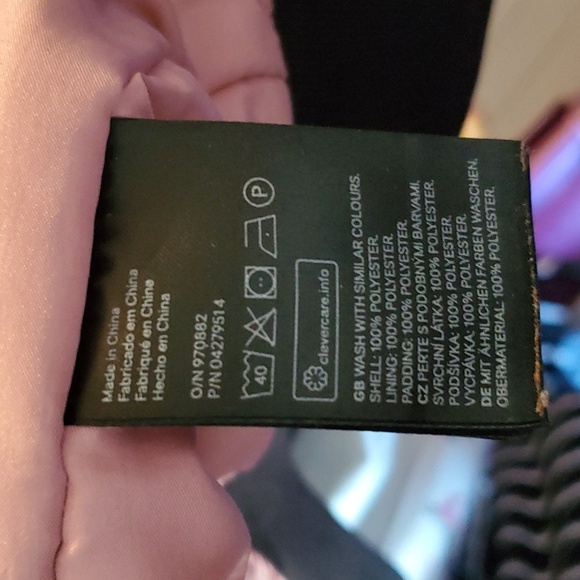 Made in China
Fabricado em China
Fabriqué en China
Hecho en China
O/N 970882
P/N 04279514
40
P
clevercare.info
GB WASH WITH SIMILAR COLOURS.
SHELL: 100% POLYESTER.
LINING: 100% POLYESTER.
PADDING: 100% POLYESTER.
CZ PERTE S PODOBNÝMI BARVAMI.
SVRCHNÍ LÁTKA: 100% POLYESTER.
PODŠÍVKA: 100% POLYESTER.
VYCPÁVKA: 100% POLYESTER.
DE MIT ÄHNLICHEN FARBEN WASCHEN.
OBERMATERIAL: 100% POLYESTER.